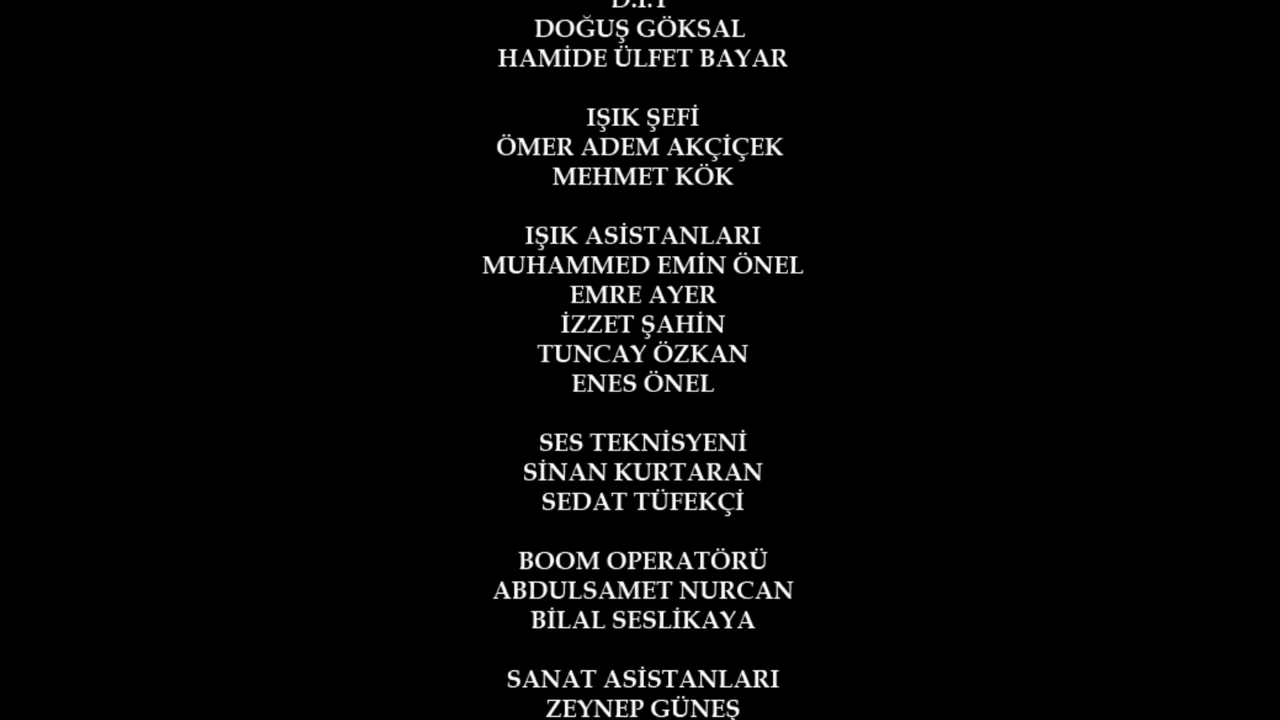 D.I.T
DOĞUŞ GÖKSAL
HAMİDE ÜLFET BAYAR
IŞIK ŞEFİ
ÖMER ADEM AKÇİÇEK
MEHMET KÖK
IŞIK ASİSTANLARI
MUHAMMED EMİN ÖNEL
EMRE AYER
İZZET ŞAHİN
TUNCAY ÖZKAN
ENES ÖNEL
SES TEKNİSYENİ
SİNAN KURTARAN
SEDAT TÜFEKÇİ
BOOM OPERATÖRÜ
ABDULSAMET NURCAN
BİLAL SESLİKAYA
SANAT ASİSTANLARI
ZEYNEP GÜNEŞ